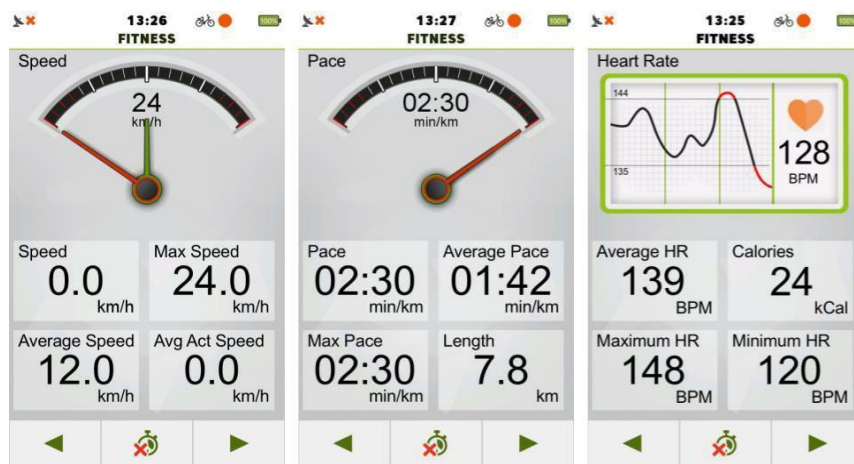 13:26
100%
FITNESS
Speed
24
km/h
Speed
0.0
km/h
Max Speed
24.0
km/h
Average Speed
12.0
km/h
Avg Act Speed
0.0
km/h
13:27
100%
FITNESS
Pace
02:30
min/km
Pace
02:30
min/km
Average Pace
01:42
min/km
Max Pace
02:30
min/km
Length
7.8
km
13:25
100%
FITNESS
Heart Rate
144
135
128
BPM
Average HR
139
BPM
Calories
24
kCal
Maximum HR
148
BPM
Minimum HR
120
BPM